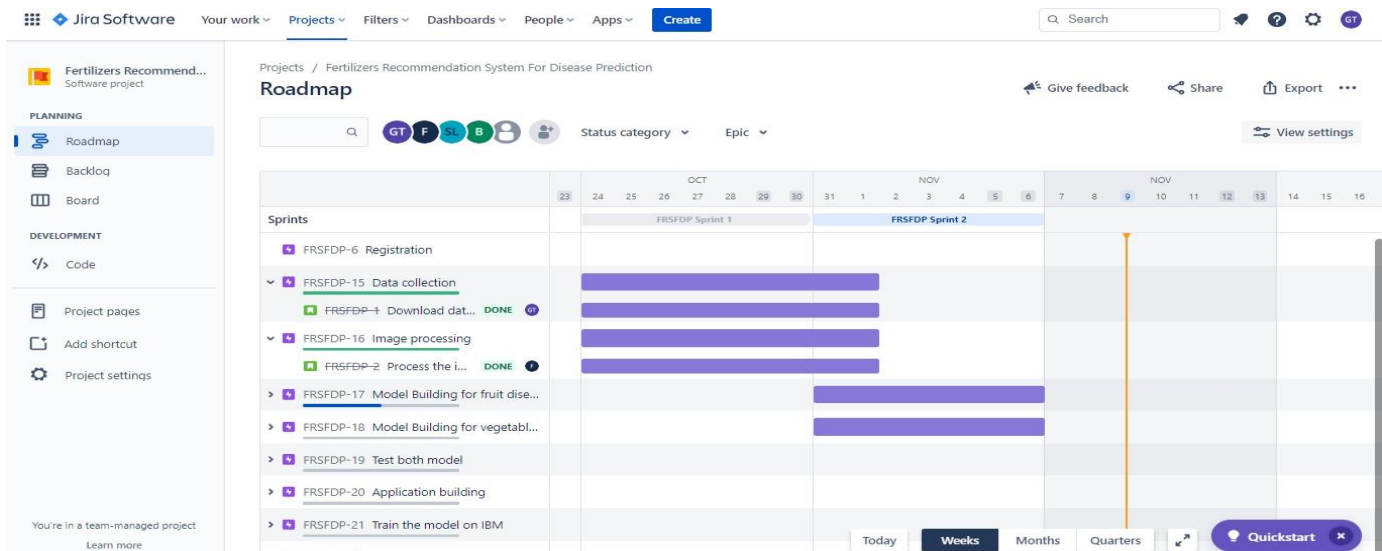 Jira Software Your work Projects Filters Dashboards People Apps Create Search GT
Fertilizers Recommend...
Software project
PLANNING
Roadmap
Backlog
Board
DEVELOPMENT
Code
Project pages
Add shortcut
Project settings
You're in a team-managed project
Learn more
Projects / Fertilizers Recommendation System For Disease Prediction
Roadmap
Give feedback Share Export
GT F SL B Status category Epic View settings
OCT NOV NOV
23 24 25 26 27 28 29 30 31 1 2 3 4 5 6 7 8 9 10 11 12 13 14 15 16
Sprints FRSFDP Sprint 1 FRSFDP Sprint 2
FRSFDP-6 Registration
FRSFDP-15 Data collection
FRSFDP-1 Download dat... DONE GT
FRSFDP-16 Image processing
FRSFDP-2 Process the i... DONE F
FRSFDP-17 Model Building for fruit dise...
FRSFDP-18 Model Building for vegetabl...
FRSFDP-19 Test both model
FRSFDP-20 Application building
FRSFDP-21 Train the model on IBM
Today Weeks Months Quarters Quickstart